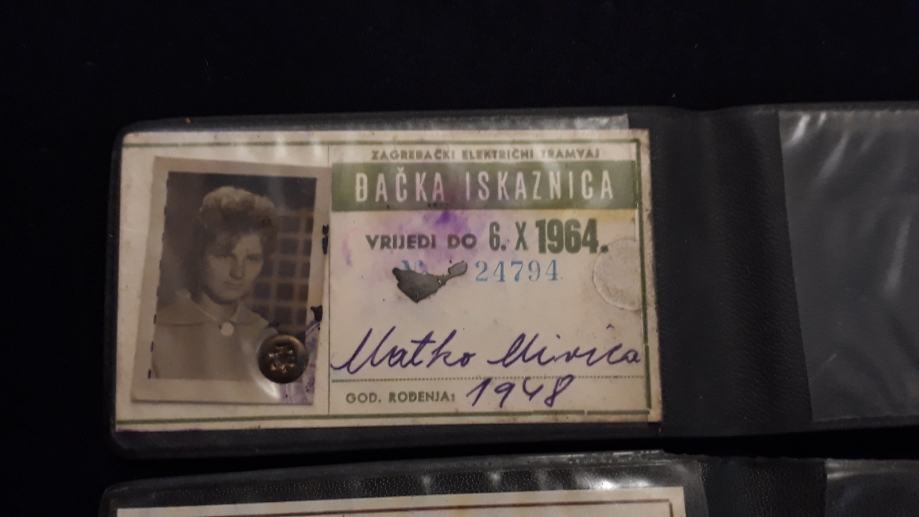 ZAGREBAČKI ELEKTRIČNI TRAMVAJ
ĐAČKA ISKAZNICA
VRIJEDI DO 6. X 1964.
24794
Matko Mirica
GOD. ROĐENJA: 1948